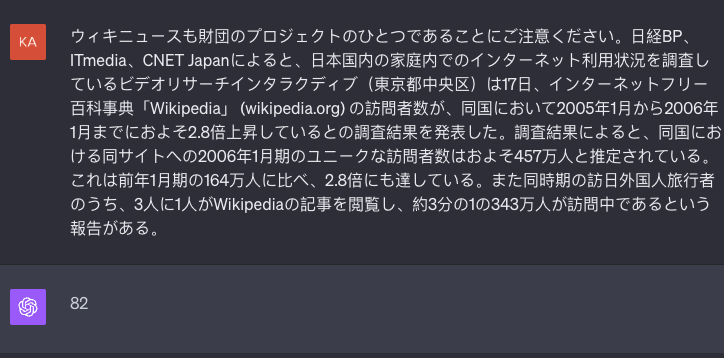 KA
ウィキニュースも財団のプロジェクトのひとつであることにご注意ください。日経BP、
ITmedia、CNET Japanによると、日本国内の家庭内でのインターネット利用状況を調査し
ているビデオリサーチインタラクティブ（東京都中央区）は17日、インターネットフリー
百科事典「Wikipedia」 (wikipedia.org) の訪問者数が、同国において2005年1月から2006年
1月までにおよそ2.8倍上昇しているとの調査結果を発表した。調査結果によると、同国にお
ける同サイトへの2006年1月期のユニークな訪問者数はおよそ457万人と推定されている。
これは前年1月期の164万人に比べ、2.8倍にも達している。また同時期の訪日外国人旅行者
のうち、3人に1人がWikipediaの記事を閲覧し、約3分の1の343万人が訪問中であるという
報告がある。
82